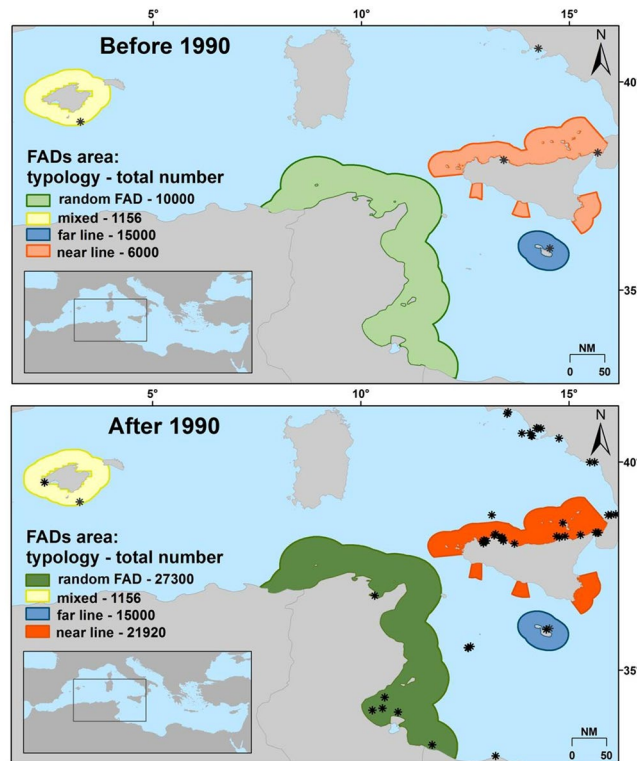 5° 10° 15°
Before 1990
N
40°
FADs area:
typology - total number
random FAD - 10000
mixed - 1156
far line - 15000
near line - 6000
35°
NM
0 50
5° 10° 15°
After 1990
N
40°
FADs area:
typology - total number
random FAD - 27300
mixed - 1156
far line - 15000
near line - 21920
35°
NM
0 50